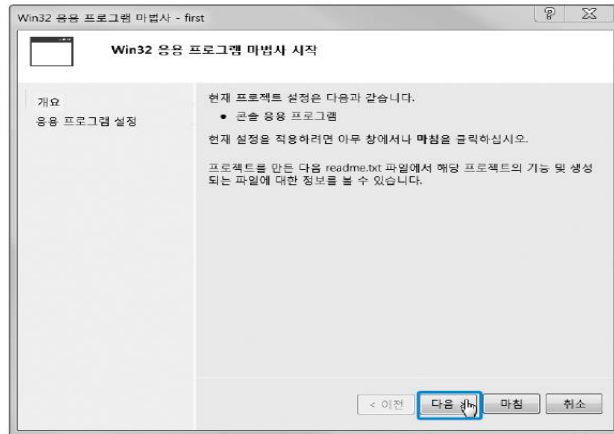 Win32 응용 프로그램 마법사 - first
Win32 응용 프로그램 마법사 시작
개요
응용 프로그램 설정
현재 프로젝트 설정은 다음과 같습니다.
• 콘솔 응용 프로그램
현재 설정을 적용하려면 아무 창에서나 마침을 클릭하십시오.
프로젝트를 만든 다음 readme.txt 파일에서 해당 프로젝트의 기능 및 생성
되는 파일에 대한 정보를 볼 수 있습니다.
< 이전 다음 > 마침 취소